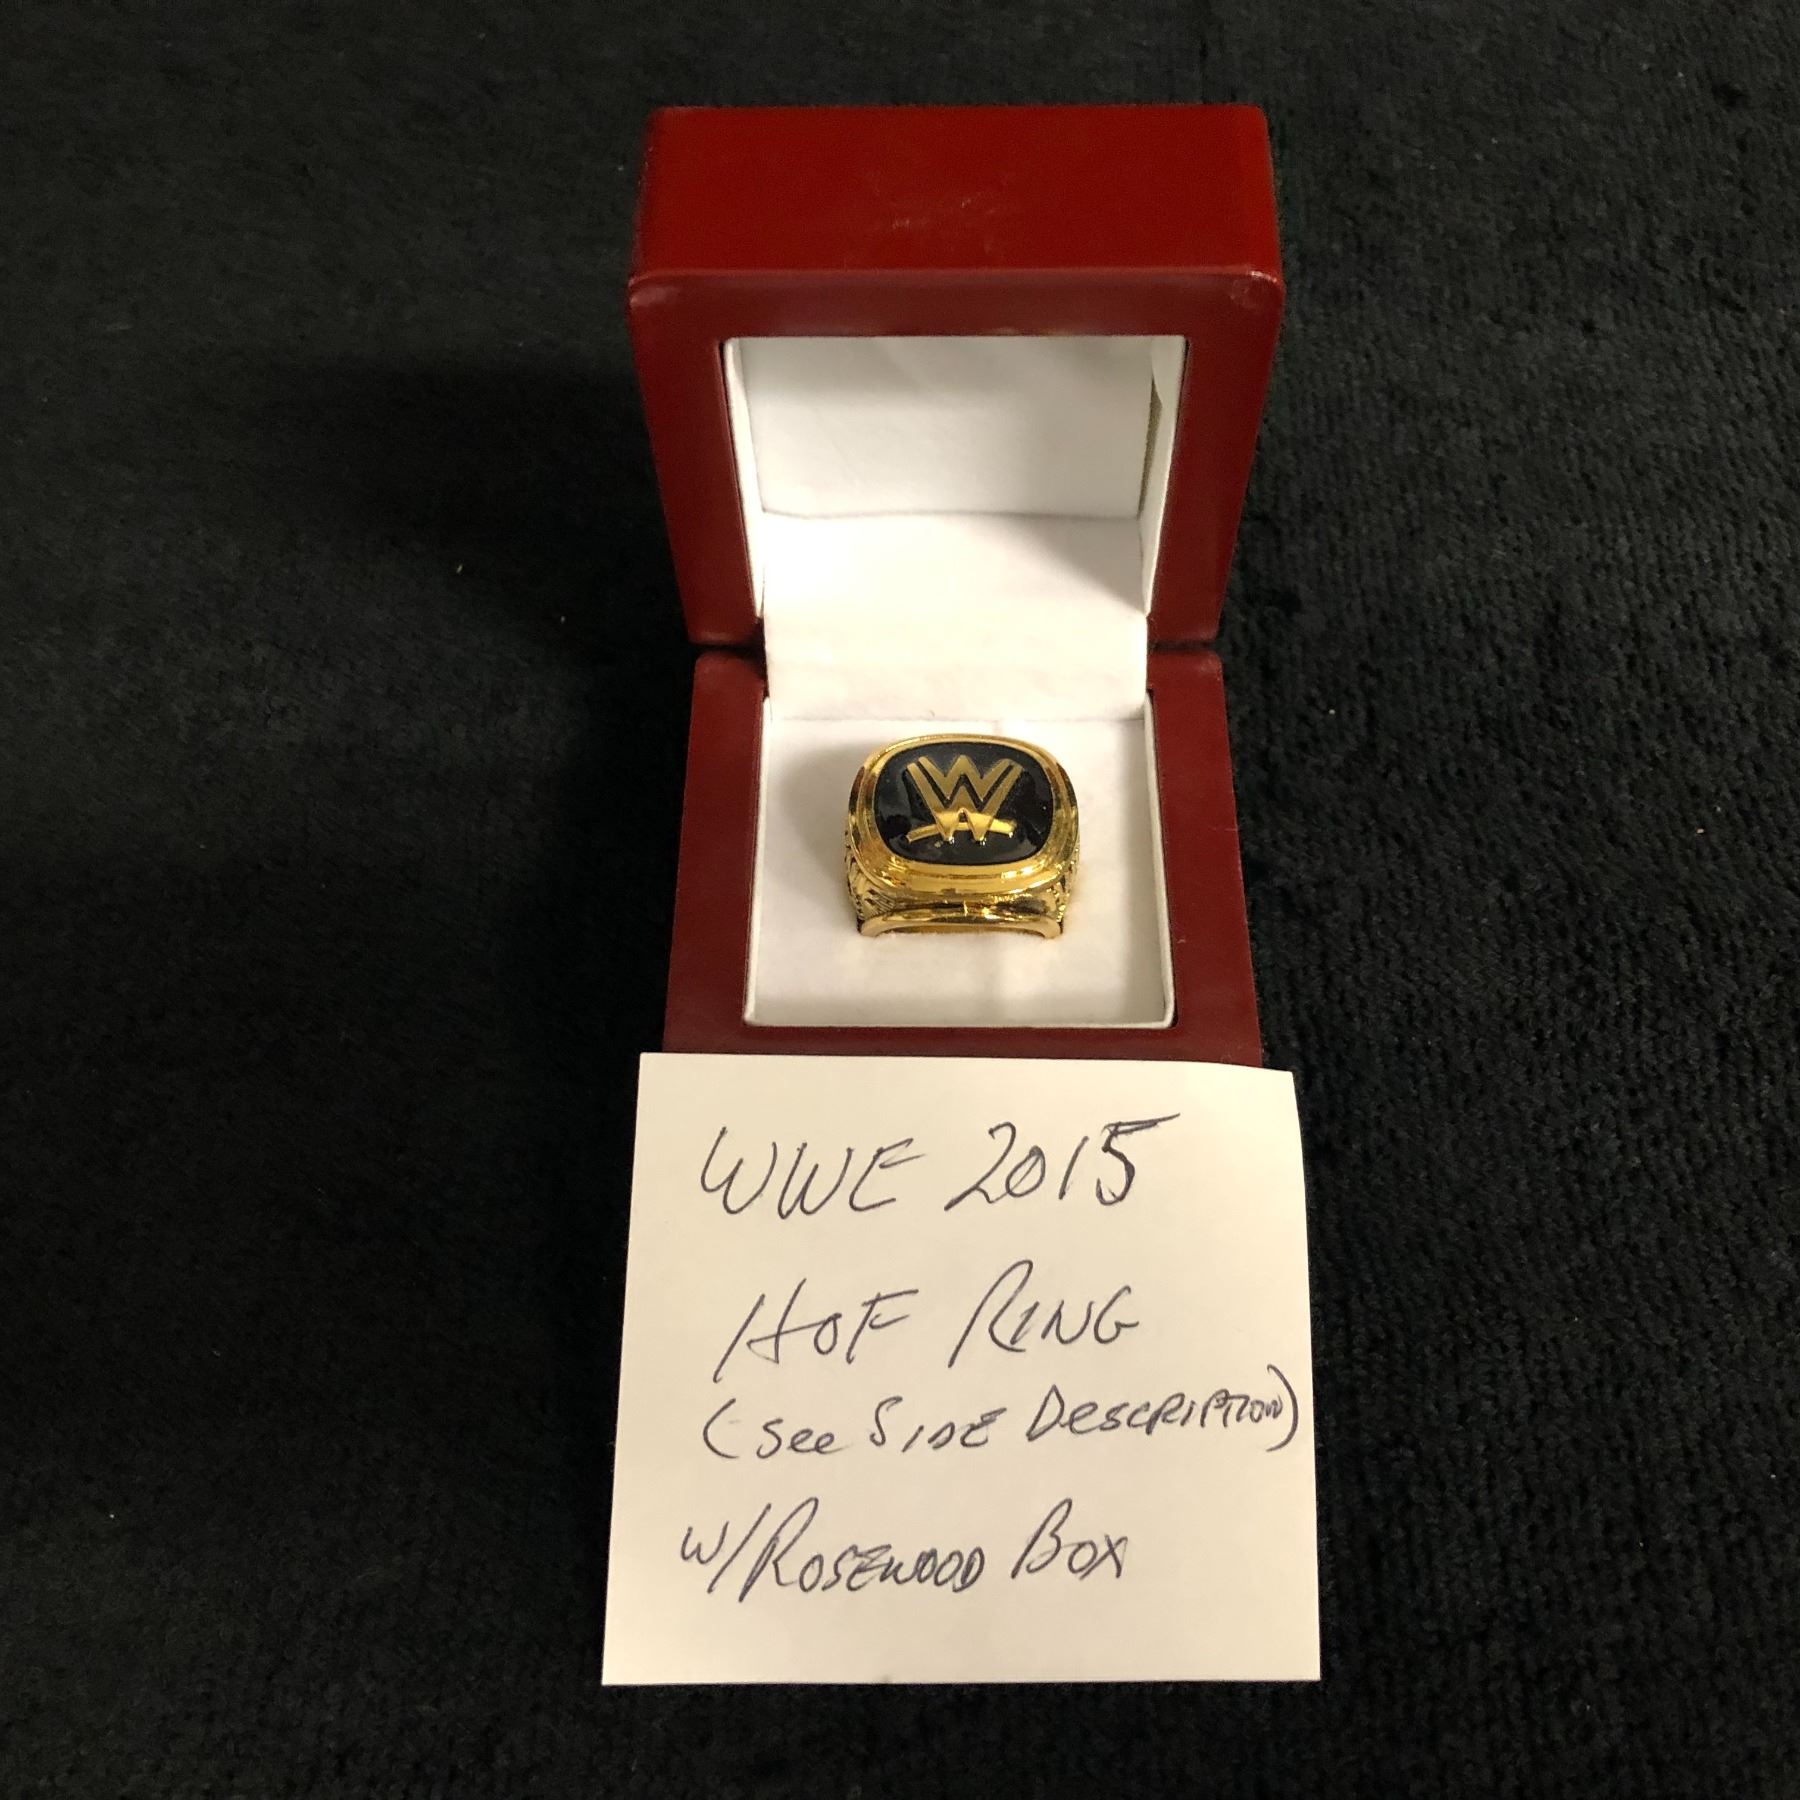 W
WWE 2015
HOF RING
(See SIDE DESCRIPTION)
W/ROSEWOOD BOX